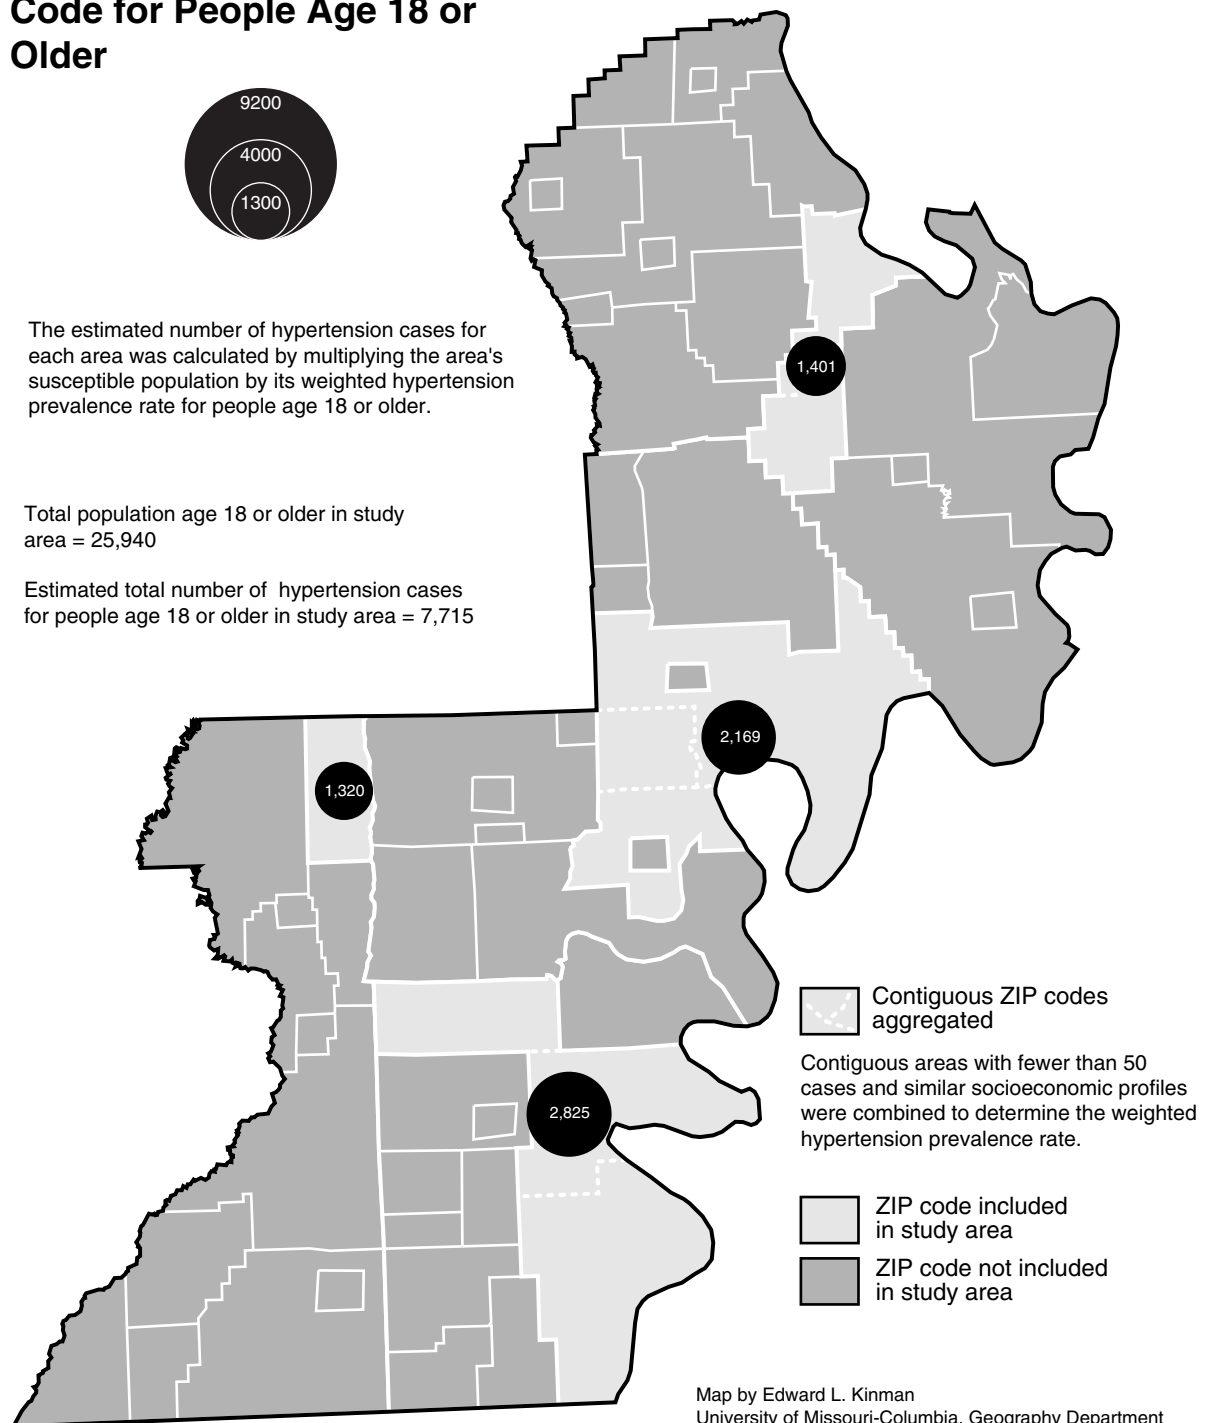 Code for People Age 18 or
Older
9200
4000
1300
The estimated number of hypertension cases for
each area was calculated by multiplying the area's
susceptible population by its weighted hypertension
prevalence rate for people age 18 or older.
1,401
Total population age 18 or older in study
area = 25,940
Estimated total number of hypertension cases
for people age 18 or older in study area = 7,715
2,169
1,320
Contiguous ZIP codes
aggregated
Contiguous areas with fewer than 50
cases and similar socioeconomic profiles
were combined to determine the weighted
hypertension prevalence rate.
2,825
ZIP code included
in study area
ZIP code not included
in study area
Map by Edward L. Kinman
University of Missouri-Columbia, Geography Department